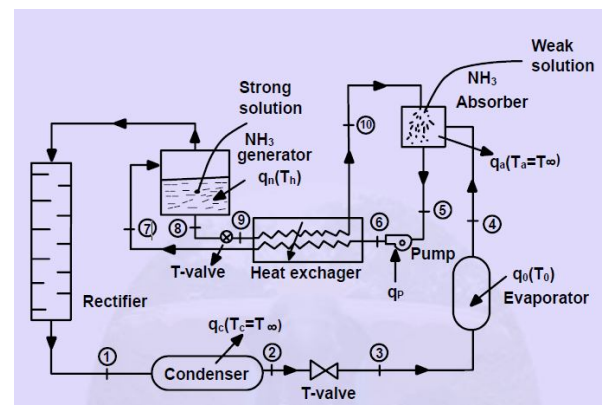 Weak
solution
NH3
Absorber
Strong
solution
NH3
generator
10
qa(Ta=T∞)
qn(Th)
7
8
9
6
5
4
T-valve
Heat exchager
Pump
qP
q0(T0)
Evaporator
Rectifier
qc(Tc=T∞)
1
Condenser
2
3
T-valve